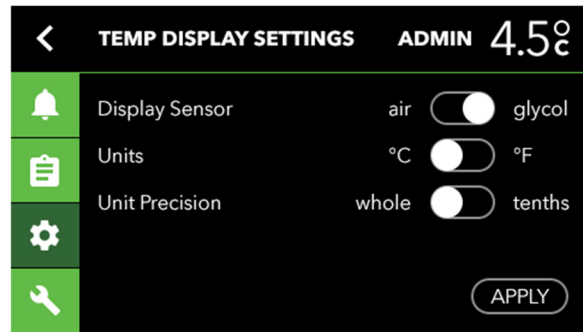 TEMP DISPLAY SETTINGS ADMIN 4.5°C
Display Sensor air glycol
Units °C °F
Unit Precision whole tenths
APPLY